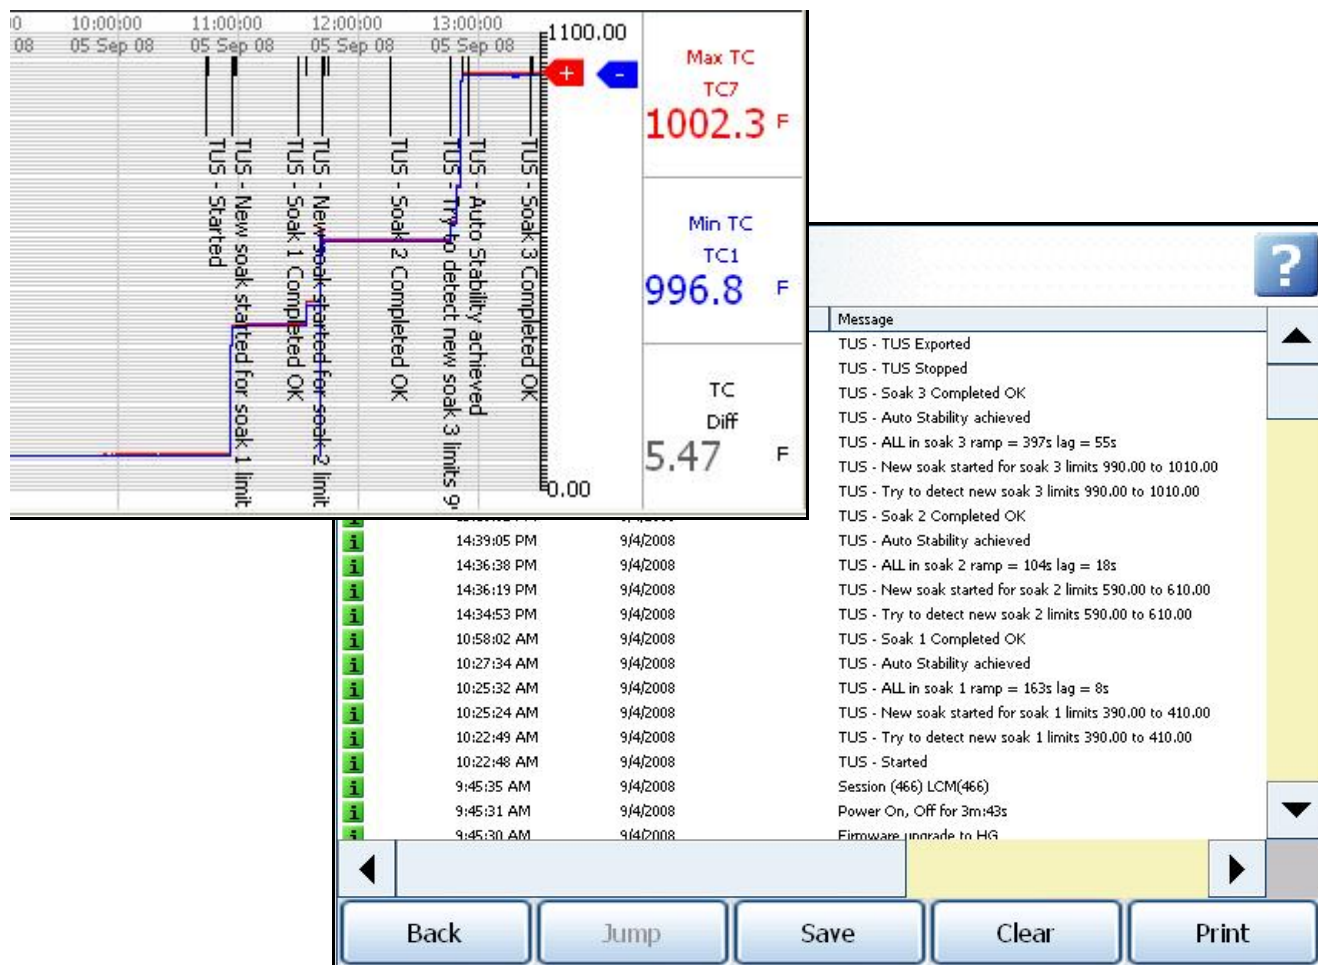 0 10:00:00 11:00:00 12:00:00 13:00:00
08 05 Sep 08 05 Sep 08 05 Sep 08 05 Sep 08
1100.00
+ -
TUS - Started
TUS - New soak started for soak 1 limit
TUS - Soak 1 Completed OK
TUS - New soak started for soak 2 limit
TUS - Soak 2 Completed OK
TUS - Try to detect new soak 3 limits 9
TUS - Auto Stability achieved
TUS - Soak 3 Completed OK
0.00
Max TC
TC7
1002.3 F
Min TC
TC1
996.8 F
TC
Diff
5.47 F
?
Message
TUS - TUS Exported
TUS - TUS Stopped
TUS - Soak 3 Completed OK
TUS - Auto Stability achieved
TUS - ALL in soak 3 ramp = 397s lag = 55s
TUS - New soak started for soak 3 limits 990.00 to 1010.00
TUS - Try to detect new soak 3 limits 990.00 to 1010.00
TUS - Soak 2 Completed OK
i 14:39:05 PM 9/4/2008 TUS - Auto Stability achieved
i 14:36:38 PM 9/4/2008 TUS - ALL in soak 2 ramp = 104s lag = 18s
i 14:36:19 PM 9/4/2008 TUS - New soak started for soak 2 limits 590.00 to 610.00
i 14:34:53 PM 9/4/2008 TUS - Try to detect new soak 2 limits 590.00 to 610.00
i 10:58:02 AM 9/4/2008 TUS - Soak 1 Completed OK
i 10:27:34 AM 9/4/2008 TUS - Auto Stability achieved
i 10:25:32 AM 9/4/2008 TUS - ALL in soak 1 ramp = 163s lag = 8s
i 10:25:24 AM 9/4/2008 TUS - New soak started for soak 1 limits 390.00 to 410.00
i 10:22:49 AM 9/4/2008 TUS - Try to detect new soak 1 limits 390.00 to 410.00
i 10:22:48 AM 9/4/2008 TUS - Started
i 9:45:35 AM 9/4/2008 Session (466) LCM(466)
i 9:45:31 AM 9/4/2008 Power On, Off for 3m:43s
i 9:45:30 AM 9/4/2008 Firmware upgrade to HG
Back Jump Save Clear Print